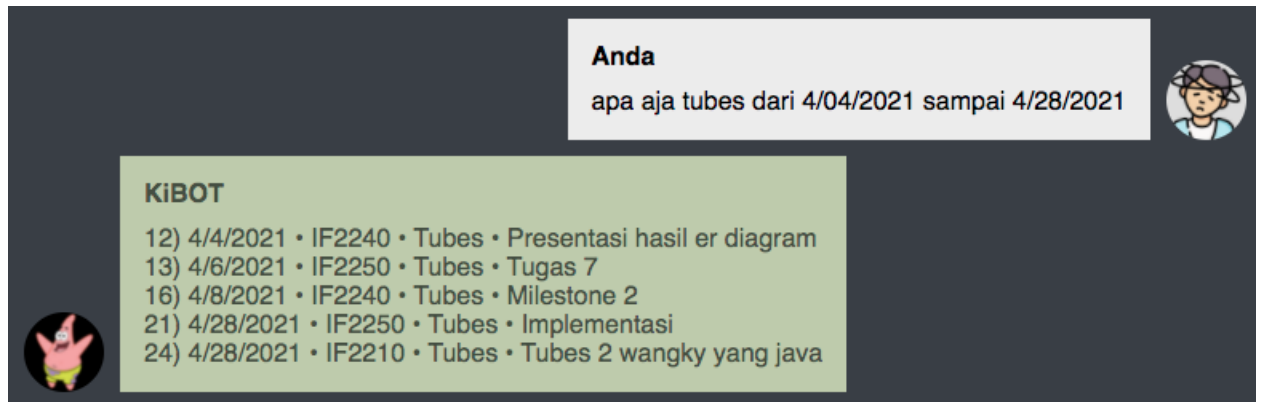 Anda
apa aja tubes dari 4/04/2021 sampai 4/28/2021
KiBOT
12) 4/4/2021 • IF2240 • Tubes • Presentasi hasil er diagram
13) 4/6/2021 • IF2250 • Tubes • Tugas 7
16) 4/8/2021 • IF2240 • Tubes • Milestone 2
21) 4/28/2021 • IF2250 • Tubes • Implementasi
24) 4/28/2021 • IF2210 • Tubes • Tubes 2 wangky yang java